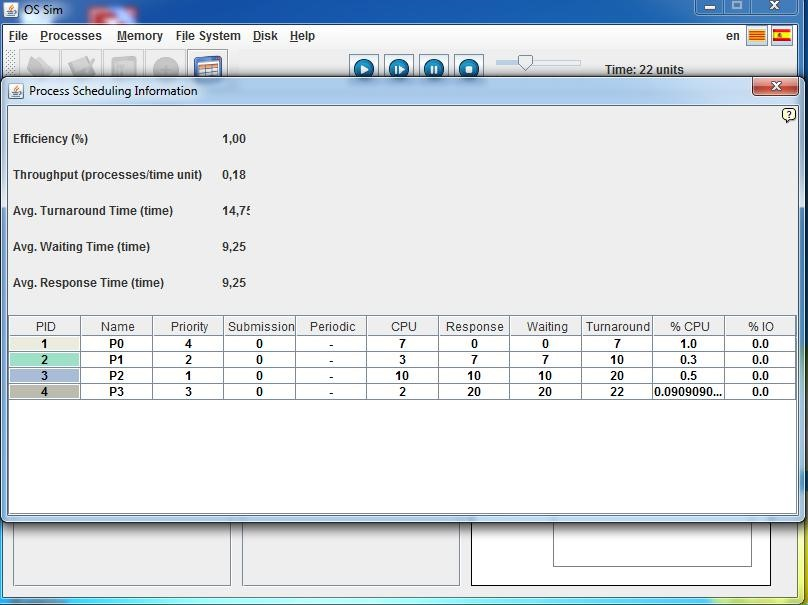 OS Sim
File Processes Memory File System Disk Help en
Time: 22 units
Process Scheduling Information
?
Efficiency (%) 1,00
Throughput (processes/time unit) 0,18
Avg. Turnaround Time (time) 14,75
Avg. Waiting Time (time) 9,25
Avg. Response Time (time) 9,25
PID Name Priority Submission Periodic CPU Response Waiting Turnaround % CPU % IO
1 P0 4 0 - 7 0 0 7 1.0 0.0
2 P1 2 0 - 3 7 7 10 0.3 0.0
3 P2 1 0 - 10 10 10 20 0.5 0.0
4 P3 3 0 - 2 20 20 22 0.0909090... 0.0